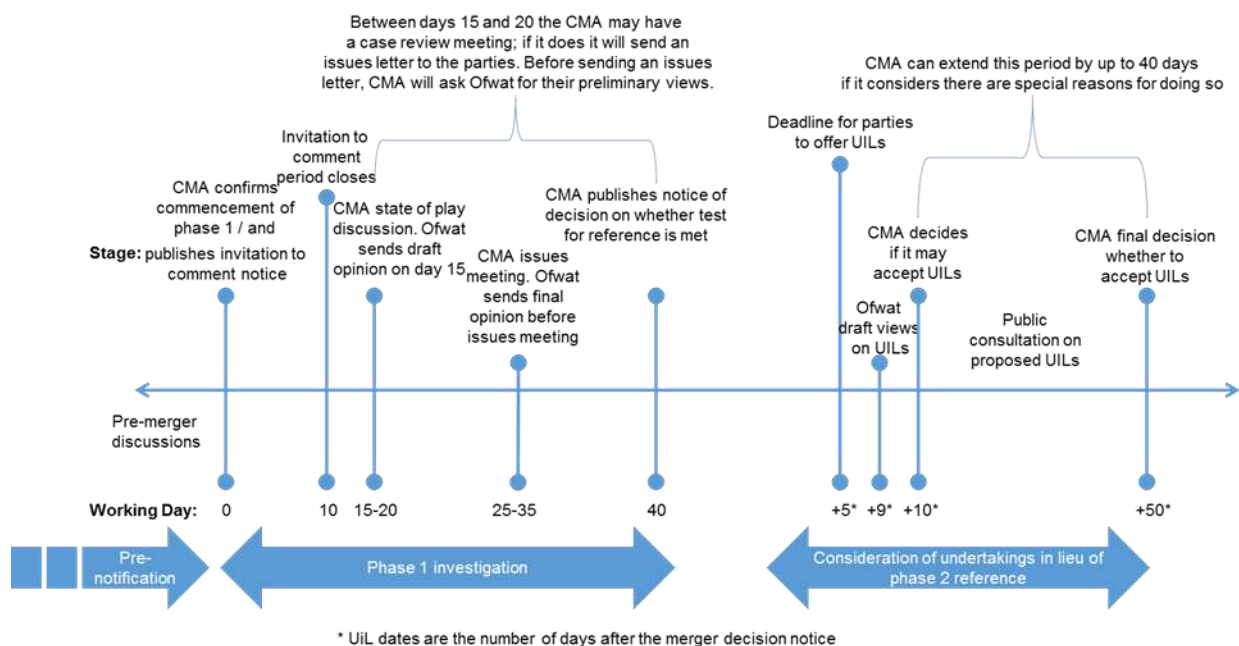 Between days 15 and 20 the CMA may have
a case review meeting; if it does it will send an
issues letter to the parties. Before sending an issues
letter, CMA will ask Ofwat for their preliminary views.
CMA can extend this period by up to 40 days
if it considers there are special reasons for doing so
Stage:
CMA confirms
commencement of
phase 1 / and
publishes invitation to
comment notice
Invitation to
comment
period closes
CMA state of play
discussion. Ofwat
sends draft
opinion on day 15
CMA issues
meeting. Ofwat
sends final
opinion before
issues meeting
CMA publishes notice of
decision on whether test
for reference is met
Deadline for parties
to offer UILs
Ofwat
draft views
on UILs
CMA decides
if it may
accept UILs
Public
consultation on
proposed UILs
CMA final decision
whether to
accept UILs
Pre-merger
discussions
Working Day: 0 10 15-20 25-35 40 +5* +9* +10* +50*
Pre-
notification
Phase 1 investigation
Consideration of undertakings in lieu of
phase 2 reference
* UiL dates are the number of days after the merger decision notice